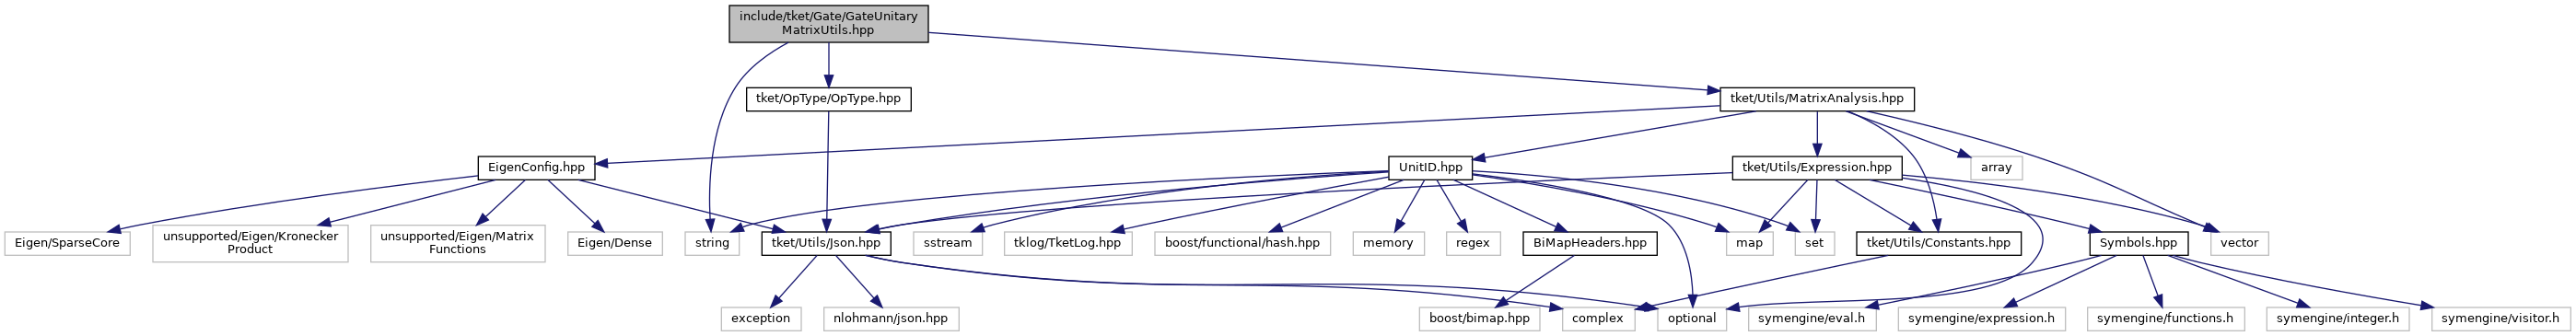 include/tket/Gate/GateUnitary
MatrixUtils.hpp
tket/OpType/OpType.hpp
tket/Utils/MatrixAnalysis.hpp
EigenConfig.hpp
UnitID.hpp
tket/Utils/Expression.hpp
array
Eigen/SparseCore
unsupported/Eigen/Kronecker
Product
unsupported/Eigen/Matrix
Functions
Eigen/Dense
string
tket/Utils/Json.hpp
sstream
tklog/TketLog.hpp
boost/functional/hash.hpp
memory
regex
BiMapHeaders.hpp
map
set
tket/Utils/Constants.hpp
Symbols.hpp
vector
exception
nlohmann/json.hpp
boost/bimap.hpp
complex
optional
symengine/eval.h
symengine/expression.h
symengine/functions.h
symengine/integer.h
symengine/visitor.h